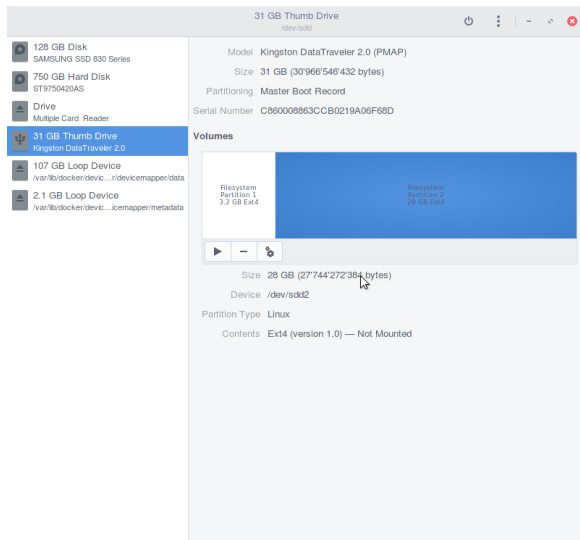 31 GB Thumb Drive
/dev/sdd
128 GB Disk
SAMSUNG SSD 830 Series
750 GB Hard Disk
ST9750420AS
Drive
Multiple Card  Reader
31 GB Thumb Drive
Kingston DataTraveler 2.0
107 GB Loop Device
/var/lib/docker/devic...r/devicemapper/data
2.1 GB Loop Device
/var/lib/docker/devic...icemapper/metadata
Model Kingston DataTraveler 2.0 (PMAP)
Size 31 GB (30'966'546'432 bytes)
Partitioning Master Boot Record
Serial Number C860008863CCB0219A06F68D
Volumes
Filesystem
Partition 1
3.2 GB Ext4
Filesystem
Partition 2
28 GB Ext4
Size 28 GB (27'744'272'384 bytes)
Device /dev/sdd2
Partition Type Linux
Contents Ext4 (version 1.0) — Not Mounted